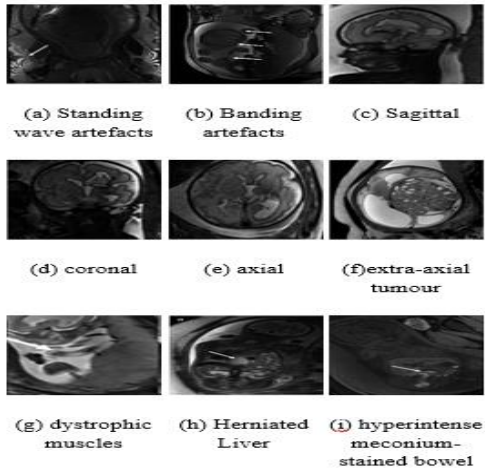 (a) Standing
wave artefacts
(b) Banding
artefacts
(c) Sagittal
(d) coronal
(e) axial
(f)extra-axial
tumour
(g) dystrophic
muscles
(h) Herniated
Liver
(i) hyperintense
meconium-
stained bowel